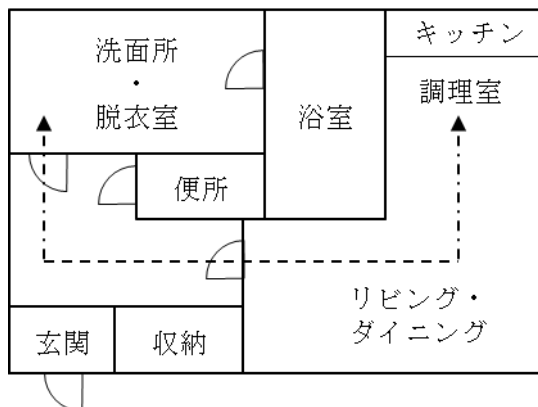 洗面所
・
脱衣室
浴室
キッチン
調理室
便所
リビング・
ダイニング
玄関
収納